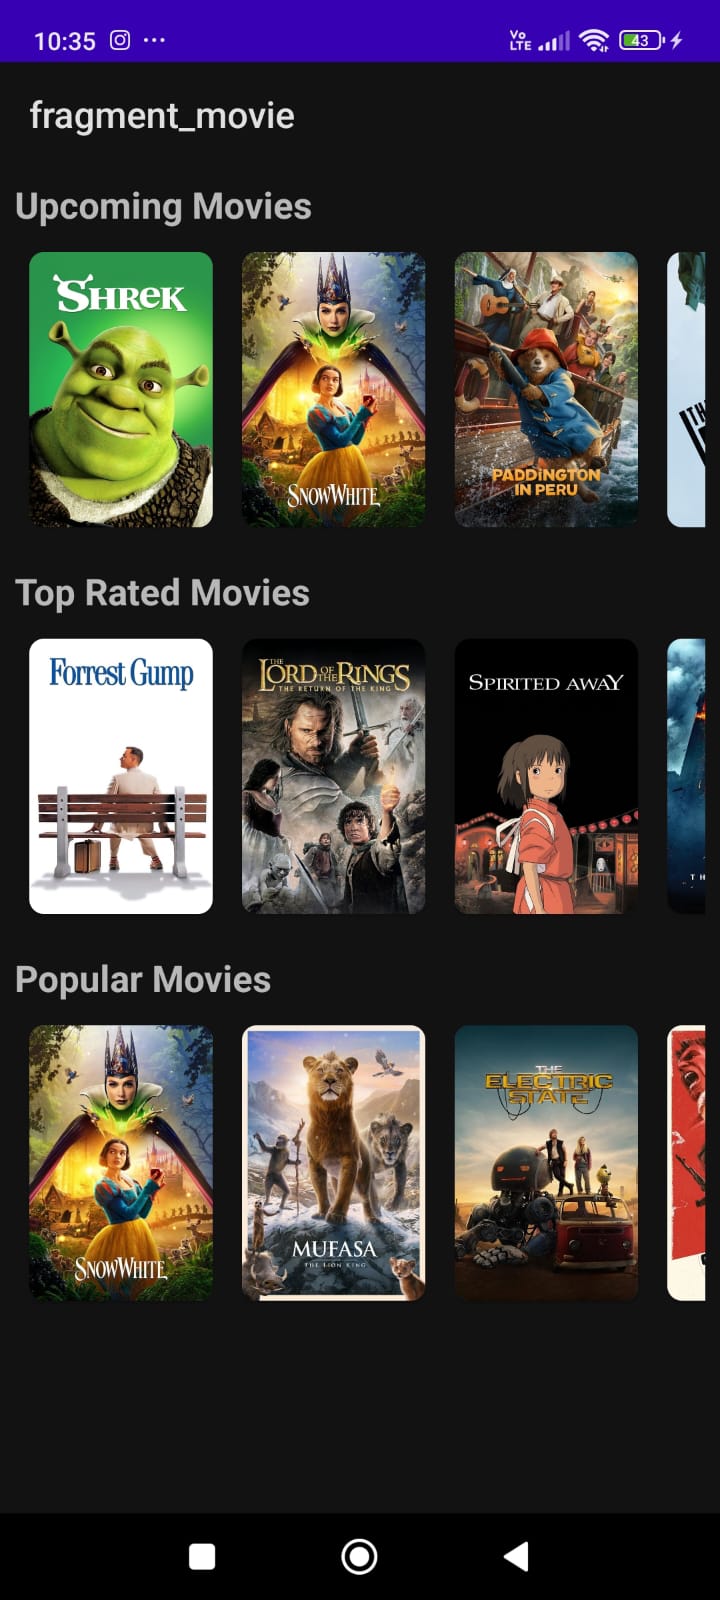 10:35
Vo
LTE
43
fragment_movie
Upcoming Movies
SHREK
SNOW WHITE
PADDINGTON
IN PERU
Top Rated Movies
Forrest Gump
THE
LORD OF THE RINGS
THE RETURN OF THE KING
SPIRITED AWAY
TH
Popular Movies
SNOW WHITE
MUFASA
THE LION KING
THE
ELECTRIC
STATE